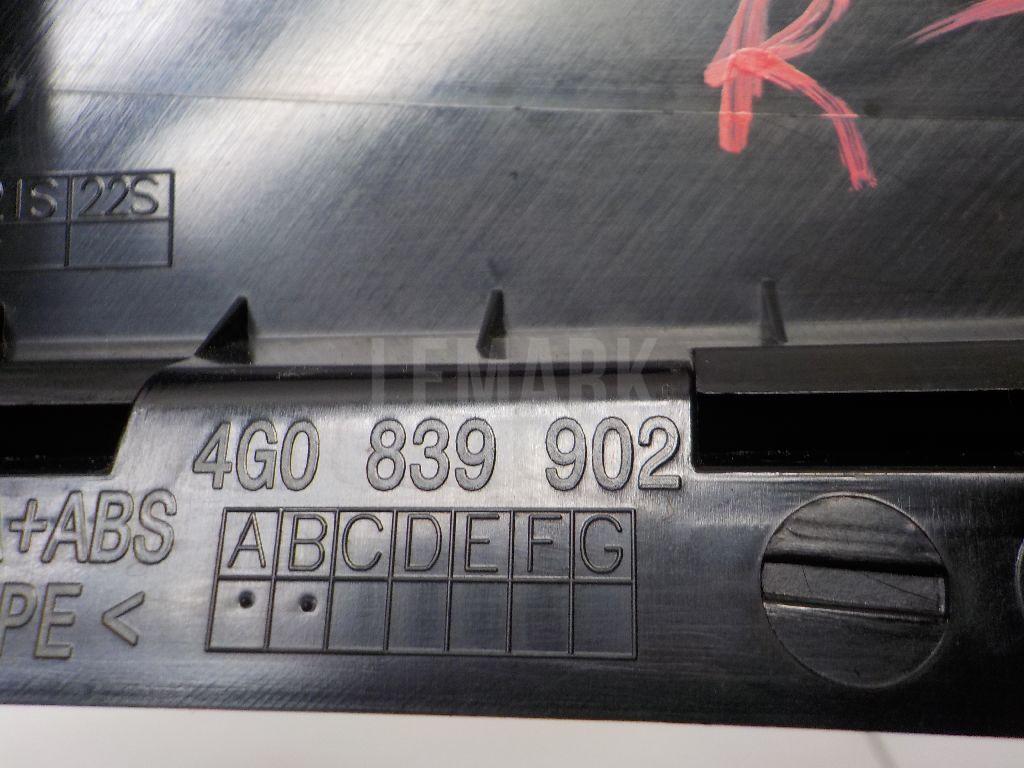 K
22S
LEMARK
4G0 839 902
+ABS
A B C D E F G
PE <